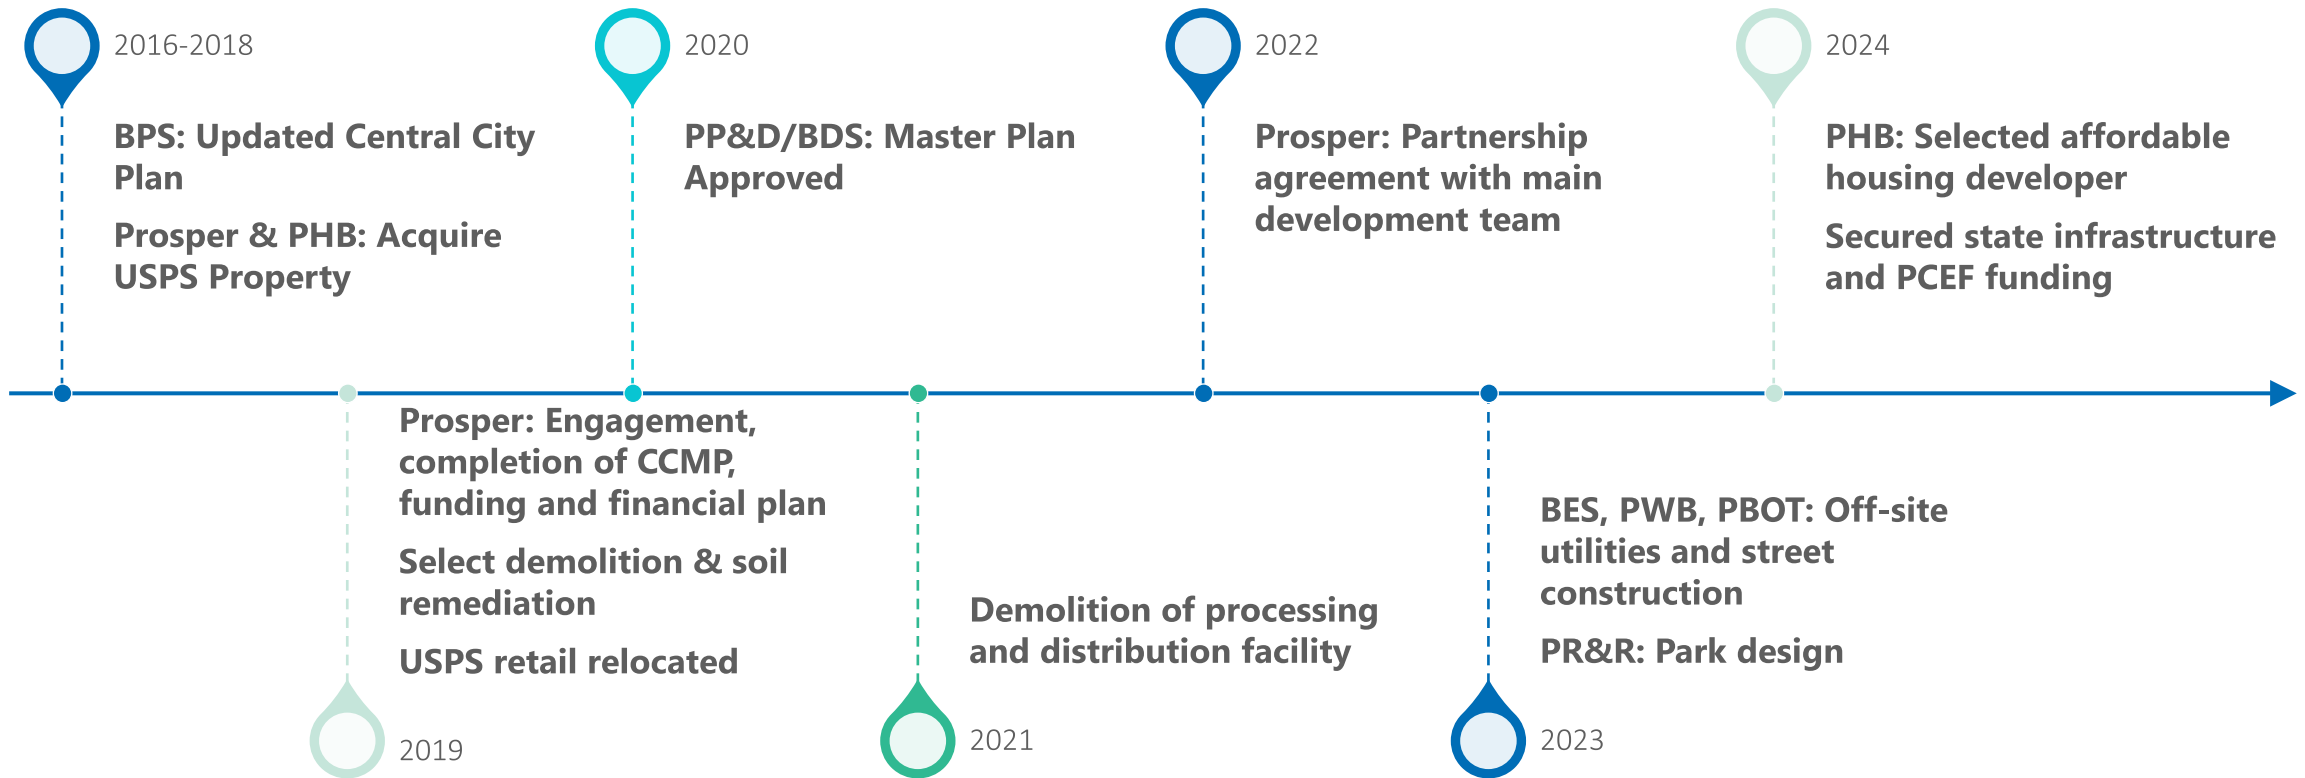 2016-2018
BPS: Updated Central City
Plan
Prosper & PHB: Acquire
USPS Property
2020
PP&D/BDS: Master Plan
Approved
2022
Prosper: Partnership
agreement with main
development team
2024
PHB: Selected affordable
housing developer
Secured state infrastructure
and PCEF funding
Prosper: Engagement,
completion of CCMP,
funding and financial plan
Select demolition & soil
remediation
USPS retail relocated
2019
Demolition of processing
and distribution facility
2021
BES, PWB, PBOT: Off-site
utilities and street
construction
PR&R: Park design
2023